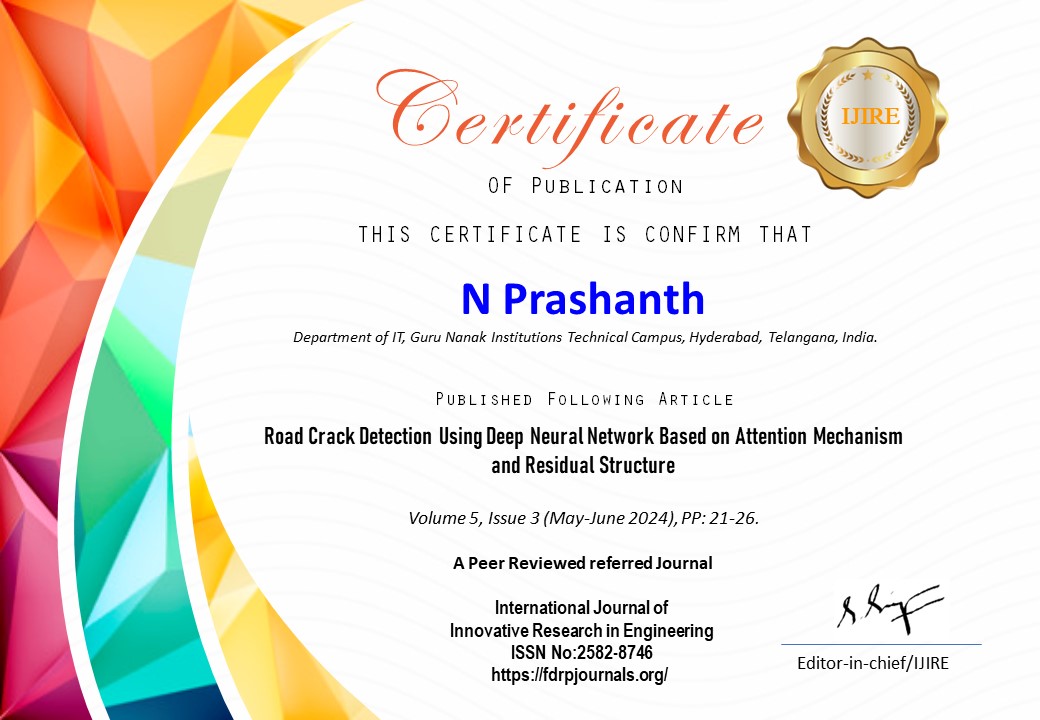 Certificate
IJIRE
OF PUBLICATION
THIS CERTIFICATE IS CONFIRM THAT
N Prashanth
Department of IT, Guru Nanak Institutions Technical Campus, Hyderabad, Telangana, India.
PUBLISHED FOLLOWING ARTICLE
Road Crack Detection Using Deep Neural Network Based on Attention Mechanism
and Residual Structure
Volume 5, Issue 3 (May-June 2024), PP: 21-26.
A Peer Reviewed referred Journal
International Journal of
Innovative Research in Engineering
ISSN No:2582-8746
https://fdrpjournals.org/
Editor-in-chief/IJIRE